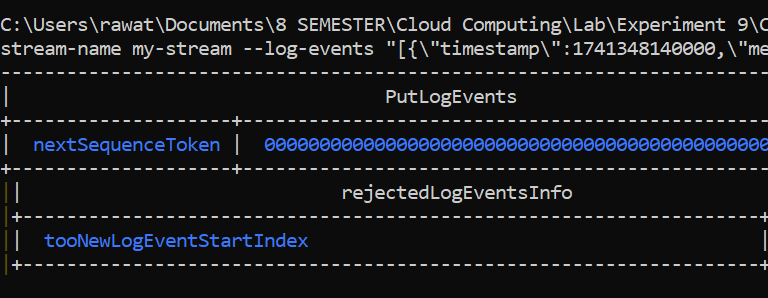 C:\Users\rawat\Documents\8 SEMESTER\Cloud Computing\Lab\Experiment 9\C
stream-name my-stream --log-events "[{\"timestamp\":1741348140000,\"me
PutLogEvents
nextSequenceToken | 00000000000000000000000000000000000000000000000
rejectedLogEventsInfo
tooNewLogEventStartIndex